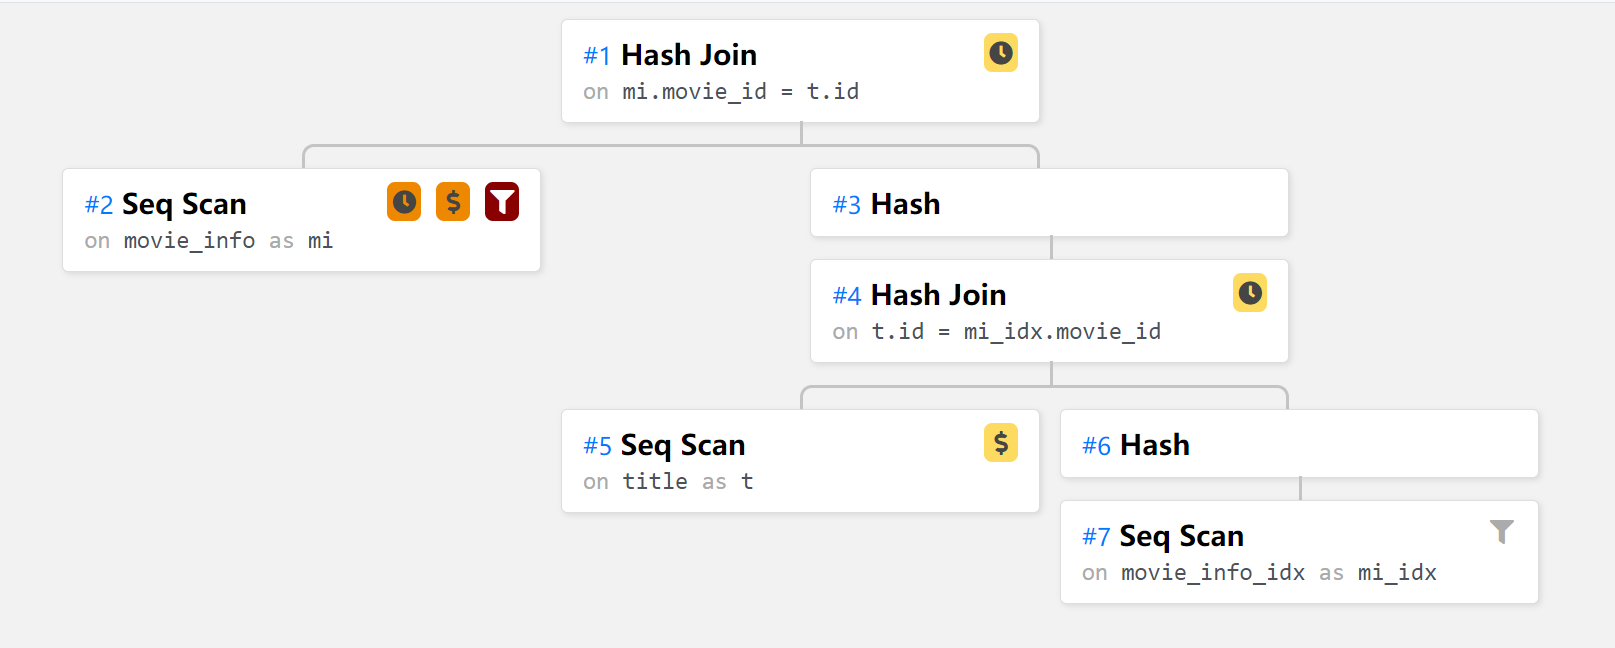 #1 Hash Join
on mi.movie_id = t.id
#2 Seq Scan $
on movie_info as mi
#3 Hash
#4 Hash Join
on t.id = mi_idx.movie_id
#5 Seq Scan $
on title as t
#6 Hash
#7 Seq Scan
on movie_info_idx as mi_idx